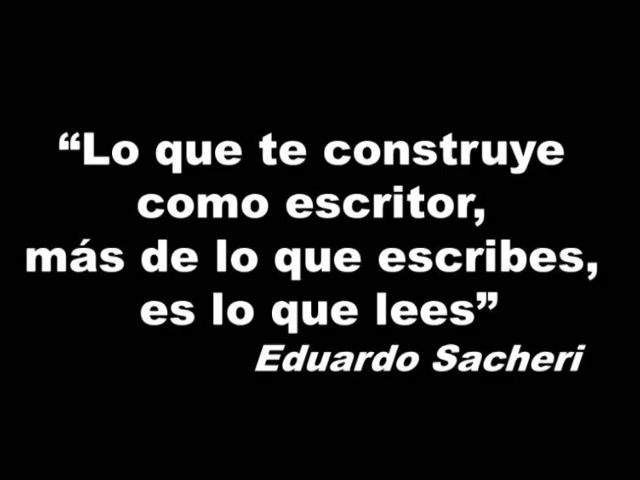 “Lo que te construye
como escritor,
más de lo que escribes,
es lo que lees”
Eduardo Sacheri